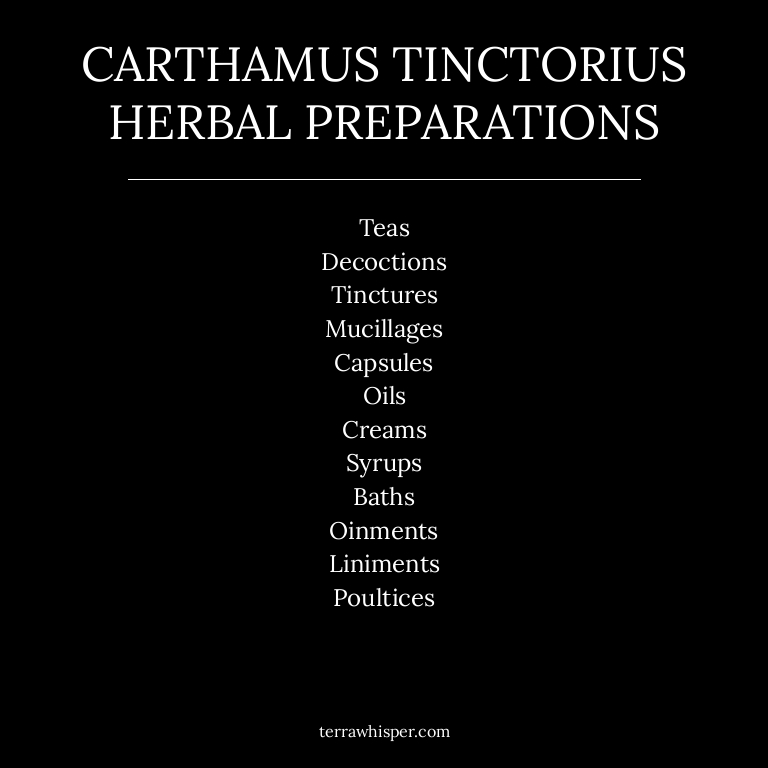 CARTHAMUS TINCTORIUS
HERBAL PREPARATIONS
Teas
Decoctions
Tinctures
Mucillages
Capsules
Oils
Creams
Syrups
Baths
Oinments
Liniments
Poultices
terrawhisper.com